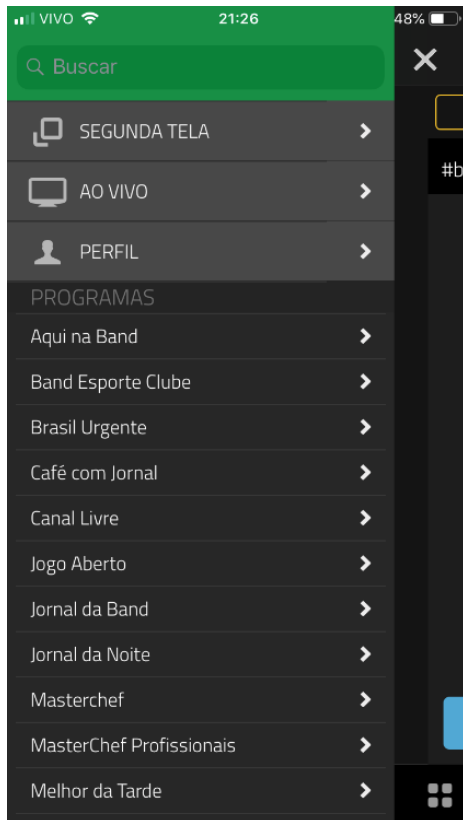 VIVO 21:26 48%
Buscar
SEGUNDA TELA
#b
AO VIVO
PERFIL
PROGRAMAS
Aqui na Band
Band Esporte Clube
Brasil Urgente
Café com Jornal
Canal Livre
Jogo Aberto
Jornal da Band
Jornal da Noite
Masterchef
MasterChef Profissionais
Melhor da Tarde